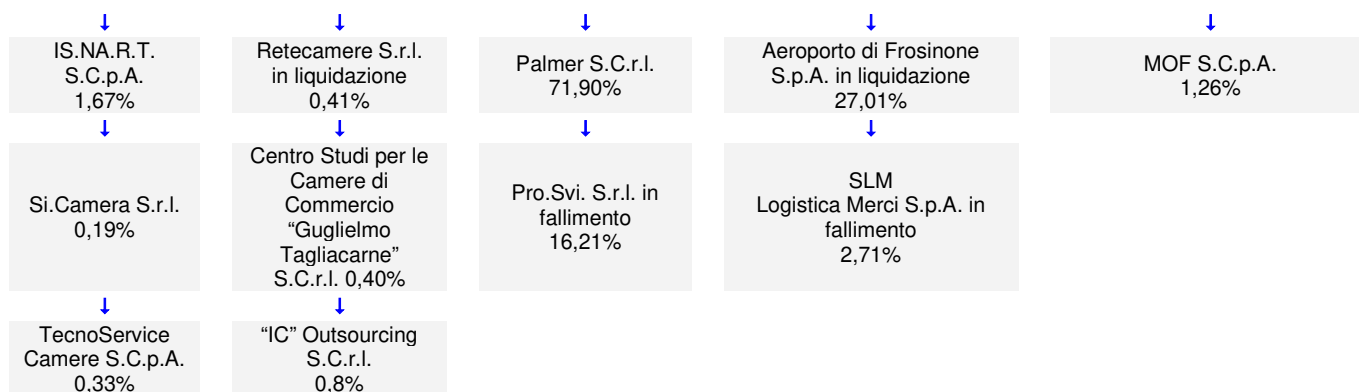 IS.NA.R.T.
S.C.p.A.
1,67%
Retecamere S.r.l.
in liquidazione
0,41%
Palmer S.C.r.l.
71,90%
Aeroporto di Frosinone
S.p.A. in liquidazione
27,01%
MOF S.C.p.A.
1,26%
Si.Camera S.r.l.
0,19%
Centro Studi per le
Camere di
Commercio
“Guglielmo
Tagliacarne”
S.C.r.l. 0,40%
Pro.Svi. S.r.l. in
fallimento
16,21%
SLM
Logistica Merci S.p.A. in
fallimento
2,71%
TecnoService
Camere S.C.p.A.
0,33%
“IC” Outsourcing
S.C.r.l.
0,8%